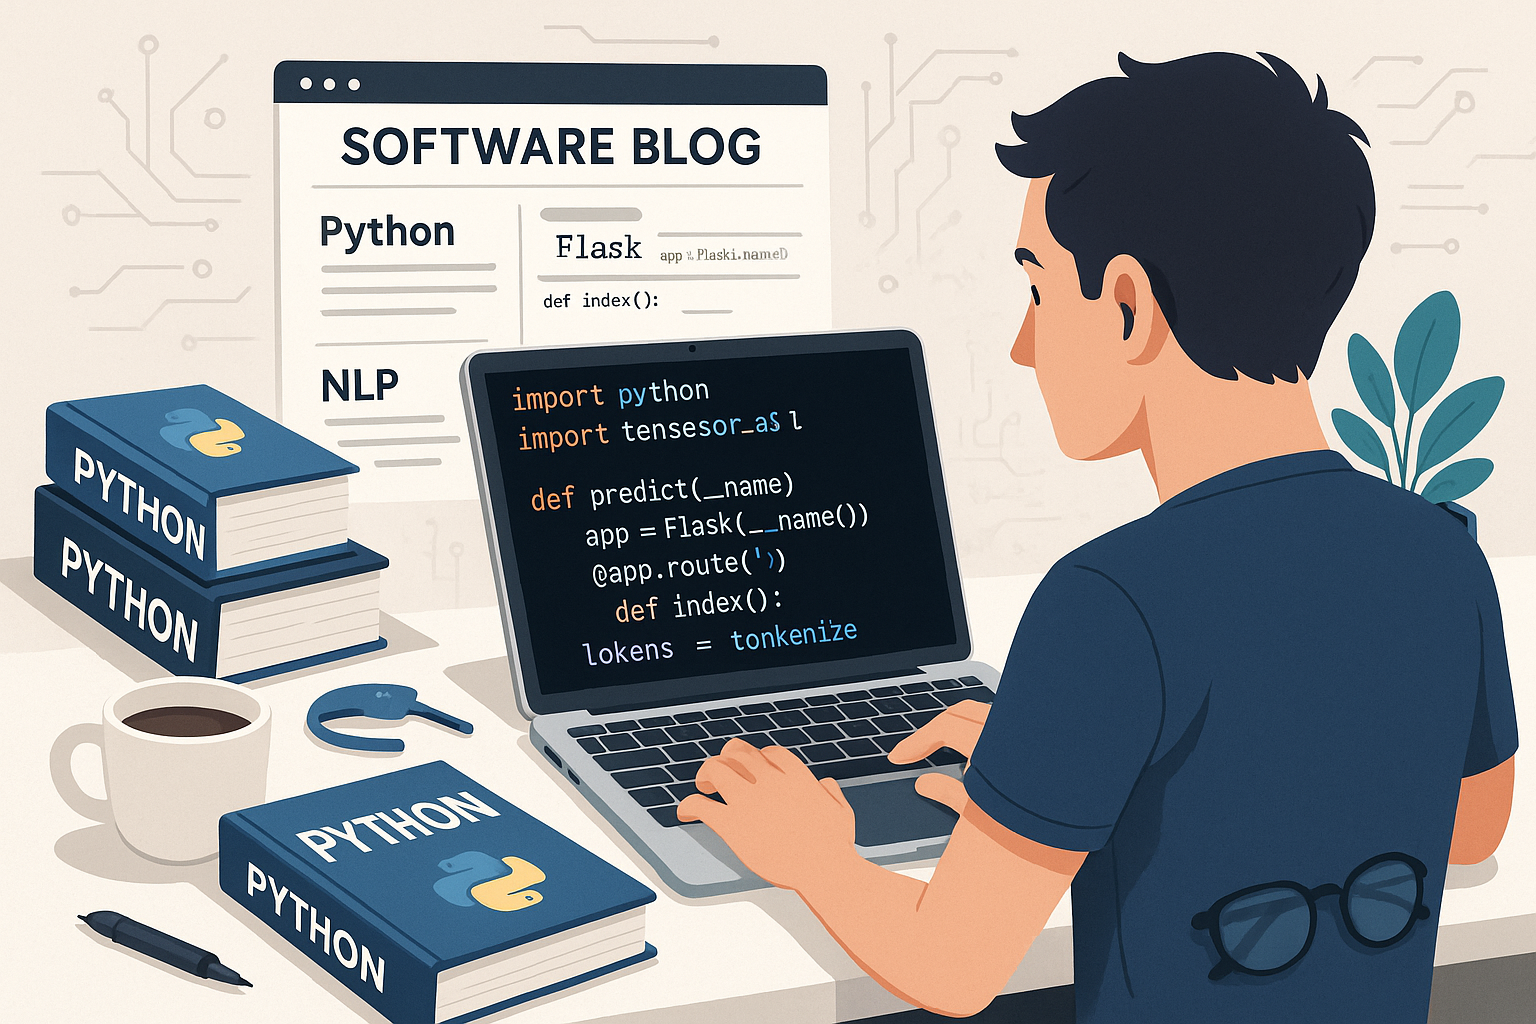 SOFTWARE BLOG
Python
Flask
app
Plaski.nameD
def index():
NLP
import python
import tensesor_as l
def predict(__name)
app = Flask(__name())
@app.route(' ))
def index():
lokens = tonkenize
PYTHON
PYTHON
PYTHON
PYTHON